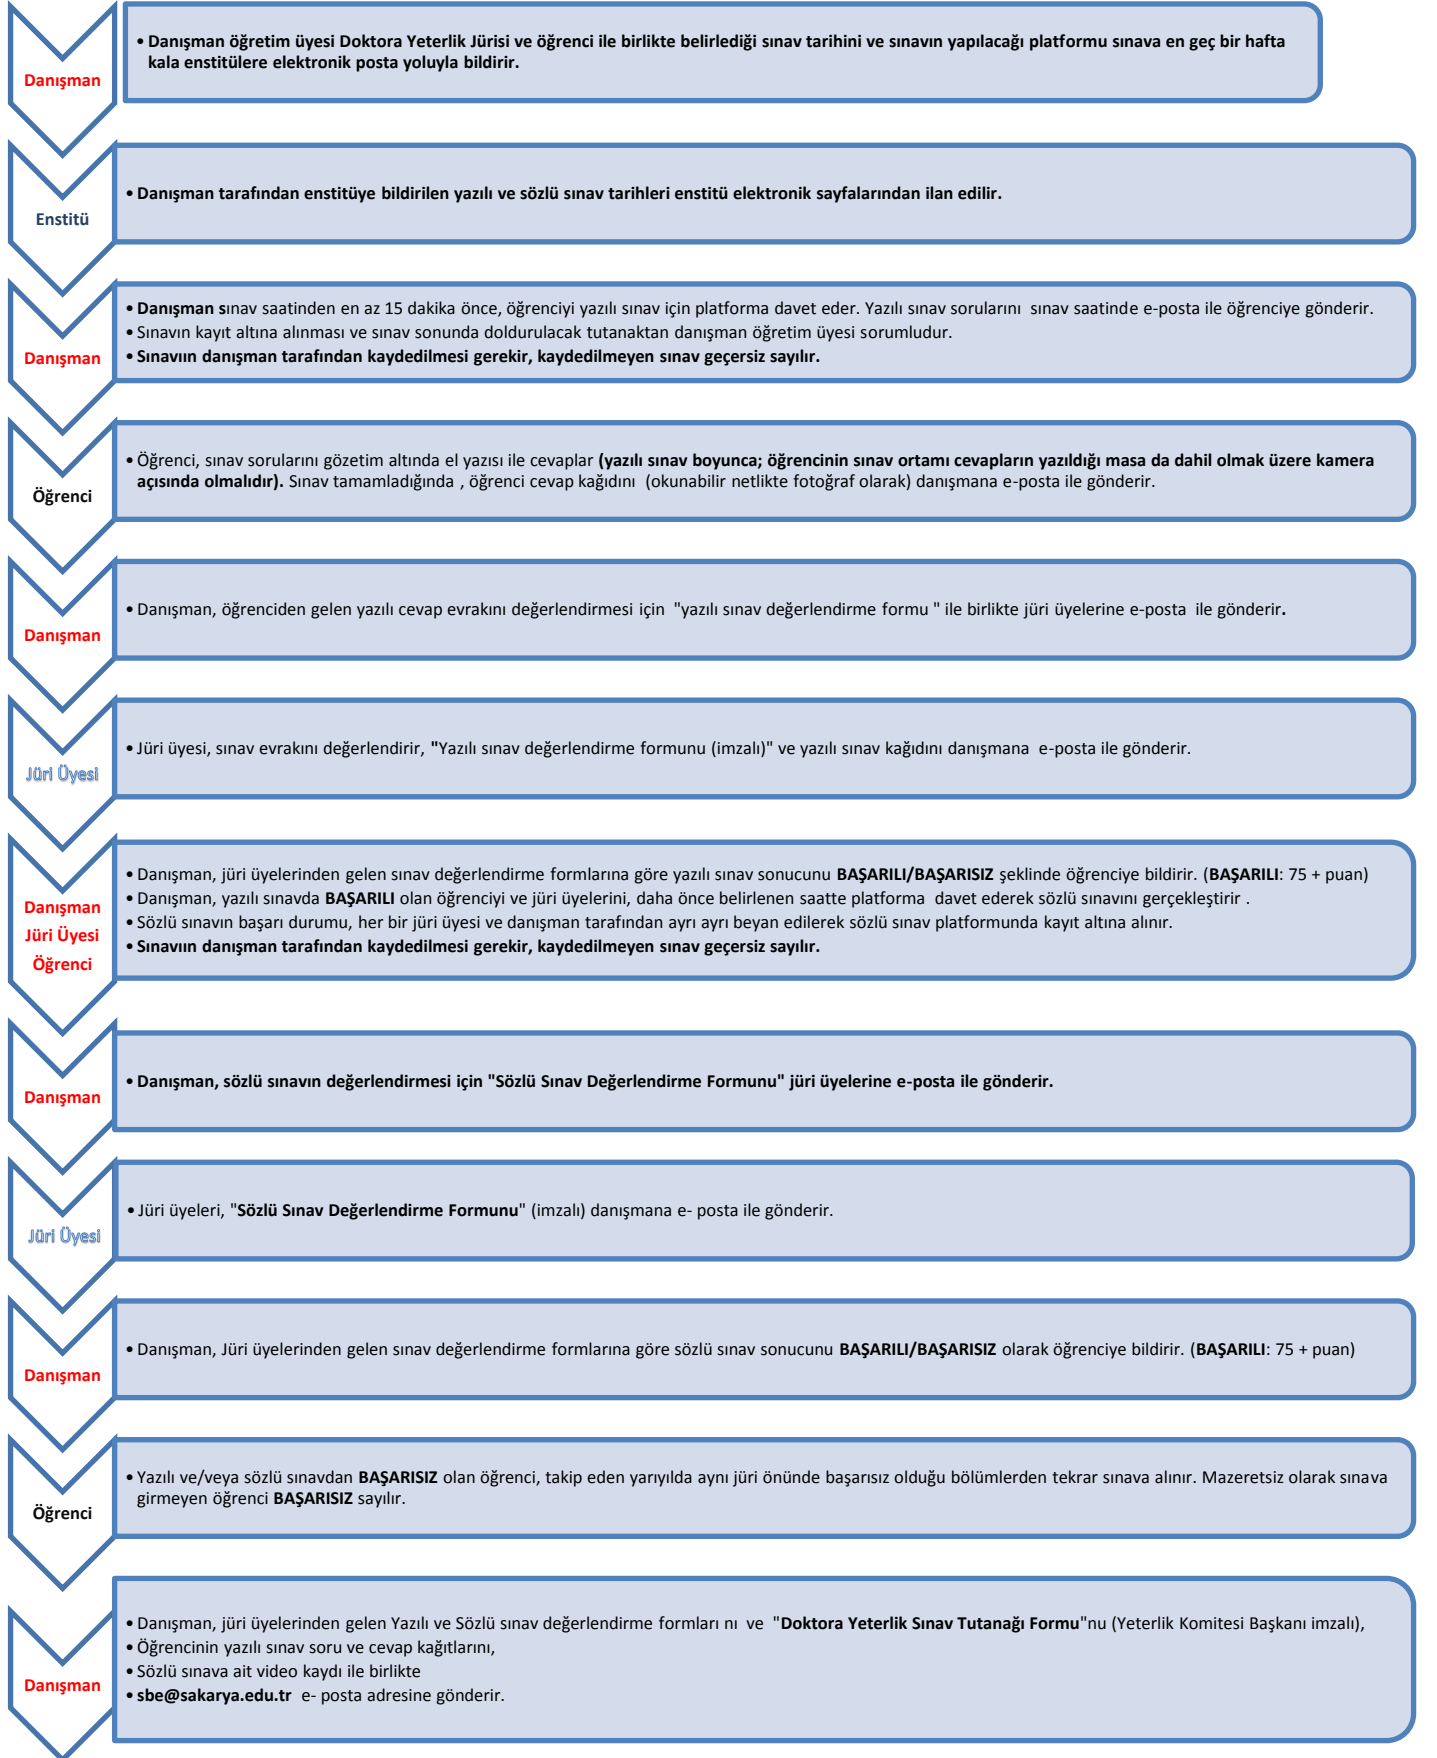 • Danışman öğretim üyesi Doktora Yeterlik Jürisi ve öğrenci ile birlikte belirlediği sınav tarihini ve sınavın yapılacağı platformu sınava en geç bir hafta
kala enstitülere elektronik posta yoluyla bildirir.
Danışman
• Danışman tarafından enstitüye bildirilen yazılı ve sözlü sınav tarihleri enstitü elektronik sayfalarından ilan edilir.
Enstitü
• Danışman sınav saatinden en az 15 dakika önce, öğrenciyi yazılı sınav için platforma davet eder. Yazılı sınav sorularını sınav saatinde e-posta ile öğrenciye gönderir.
• Sınavın kayıt altına alınması ve sınav sonunda doldurulacak tutanaktan danışman öğretim üyesi sorumludur.
• Sınavıın danışman tarafından kaydedilmesi gerekir, kaydedilmeyen sınav geçersiz sayılır.
Danışman
• Öğrenci, sınav sorularını gözetim altında el yazısı ile cevaplar (yazılı sınav boyunca; öğrencinin sınav ortamı cevapların yazıldığı masa da dahil olmak üzere kamera
açısında olmalıdır). Sınav tamamladığında , öğrenci cevap kağıdını (okunabilir netlikte fotoğraf olarak) danışmana e-posta ile gönderir.
Öğrenci
• Danışman, öğrenciden gelen yazılı cevap evrakını değerlendirmesi için "yazılı sınav değerlendirme formu " ile birlikte jüri üyelerine e-posta ile gönderir.
Danışman
• Jüri üyesi, sınav evrakını değerlendirir, "Yazılı sınav değerlendirme formunu (imzalı)" ve yazılı sınav kağıdını danışmana e-posta ile gönderir.
Jüri Üyesi
• Danışman, jüri üyelerinden gelen sınav değerlendirme formlarına göre yazılı sınav sonucunu BAŞARILI/BAŞARISIZ şeklinde öğrenciye bildirir. (BAŞARILI: 75 + puan)
• Danışman, yazılı sınavda BAŞARILI olan öğrenciyi ve jüri üyelerini, daha önce belirlenen saatte platforma davet ederek sözlü sınavını gerçekleştirir .
• Sözlü sınavın başarı durumu, her bir jüri üyesi ve danışman tarafından ayrı ayrı beyan edilerek sözlü sınav platformunda kayıt altına alınır.
• Sınavıın danışman tarafından kaydedilmesi gerekir, kaydedilmeyen sınav geçersiz sayılır.
Danışman
Jüri Üyesi
Öğrenci
• Danışman, sözlü sınavın değerlendirmesi için "Sözlü Sınav Değerlendirme Formunu" jüri üyelerine e-posta ile gönderir.
Danışman
• Jüri üyeleri, "Sözlü Sınav Değerlendirme Formunu" (imzalı) danışmana e- posta ile gönderir.
Jüri Üyesi
• Danışman, Jüri üyelerinden gelen sınav değerlendirme formlarına göre sözlü sınav sonucunu BAŞARILI/BAŞARISIZ olarak öğrenciye bildirir. (BAŞARILI: 75 + puan)
Danışman
• Yazılı ve/veya sözlü sınavdan BAŞARISIZ olan öğrenci, takip eden yarıyılda aynı jüri önünde başarısız olduğu bölümlerden tekrar sınava alınır. Mazeretsiz olarak sınava
girmeyen öğrenci BAŞARISIZ sayılır.
Öğrenci
• Danışman, jüri üyelerinden gelen Yazılı ve Sözlü sınav değerlendirme formları nı ve "Doktora Yeterlik Sınav Tutanağı Formu"nu (Yeterlik Komitesi Başkanı imzalı),
• Öğrencinin yazılı sınav soru ve cevap kağıtlarını,
• Sözlü sınava ait video kaydı ile birlikte
• sbe@sakarya.edu.tr e- posta adresine gönderir.
Danışman